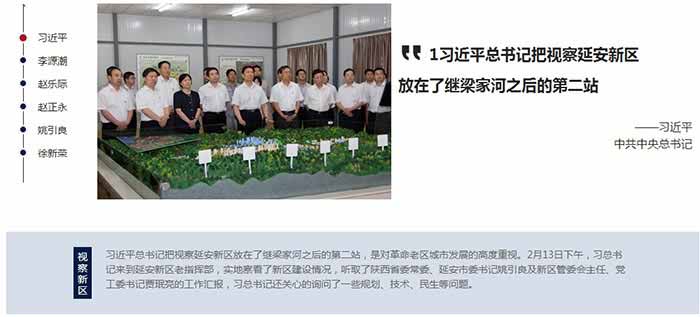 习近平
李源潮
赵乐际
赵正永
姚引良
徐新荣
1习近平总书记把视察延安新区
放在了继梁家河之后的第二站
——习近平
中共中央总书记
视察新区
习近平总书记把视察延安新区放在了继梁家河之后的第二站，是对革命老区城市发展的高度重视。2月13日下午，习总书
记来到延安新区老指挥部，实地察看了新区建设情况，听取了陕西省委常委、延安市委书记姚引良及新区管委会主任、党
工委书记贾珉亮的工作汇报，习总书记还关心的询问了一些规划、技术、民生等问题。